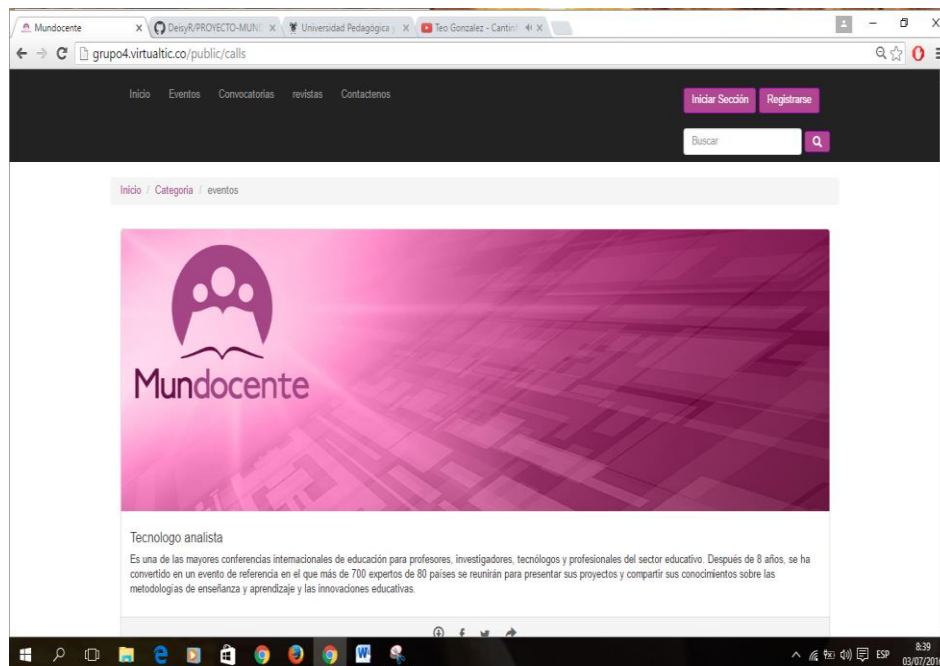 Mundocente
DeisyR/PROYECTO-MUN
Universidad Pedagógica y
Teo Gonzalez - Cantin
grupo4.virtualtic.co/public/calls
Inicio Eventos Convocatorias revistas Contactenos
Iniciar Sección Registrarse
Buscar
Inicio / Categoria / eventos
Mundocente
Tecnologo analista
Es una de las mayores conferencias internacionales de educación para profesores, investigadores, tecnólogos y profesionales del sector educativo. Después de 8 años, se ha
convertido en un evento de referencia en el que más de 700 expertos de 80 países se reunirán para presentar sus proyectos y compartir sus conocimientos sobre las
metodologías de enseñanza y aprendizaje y las innovaciones educativas.
ESP
8:39
03/07/201